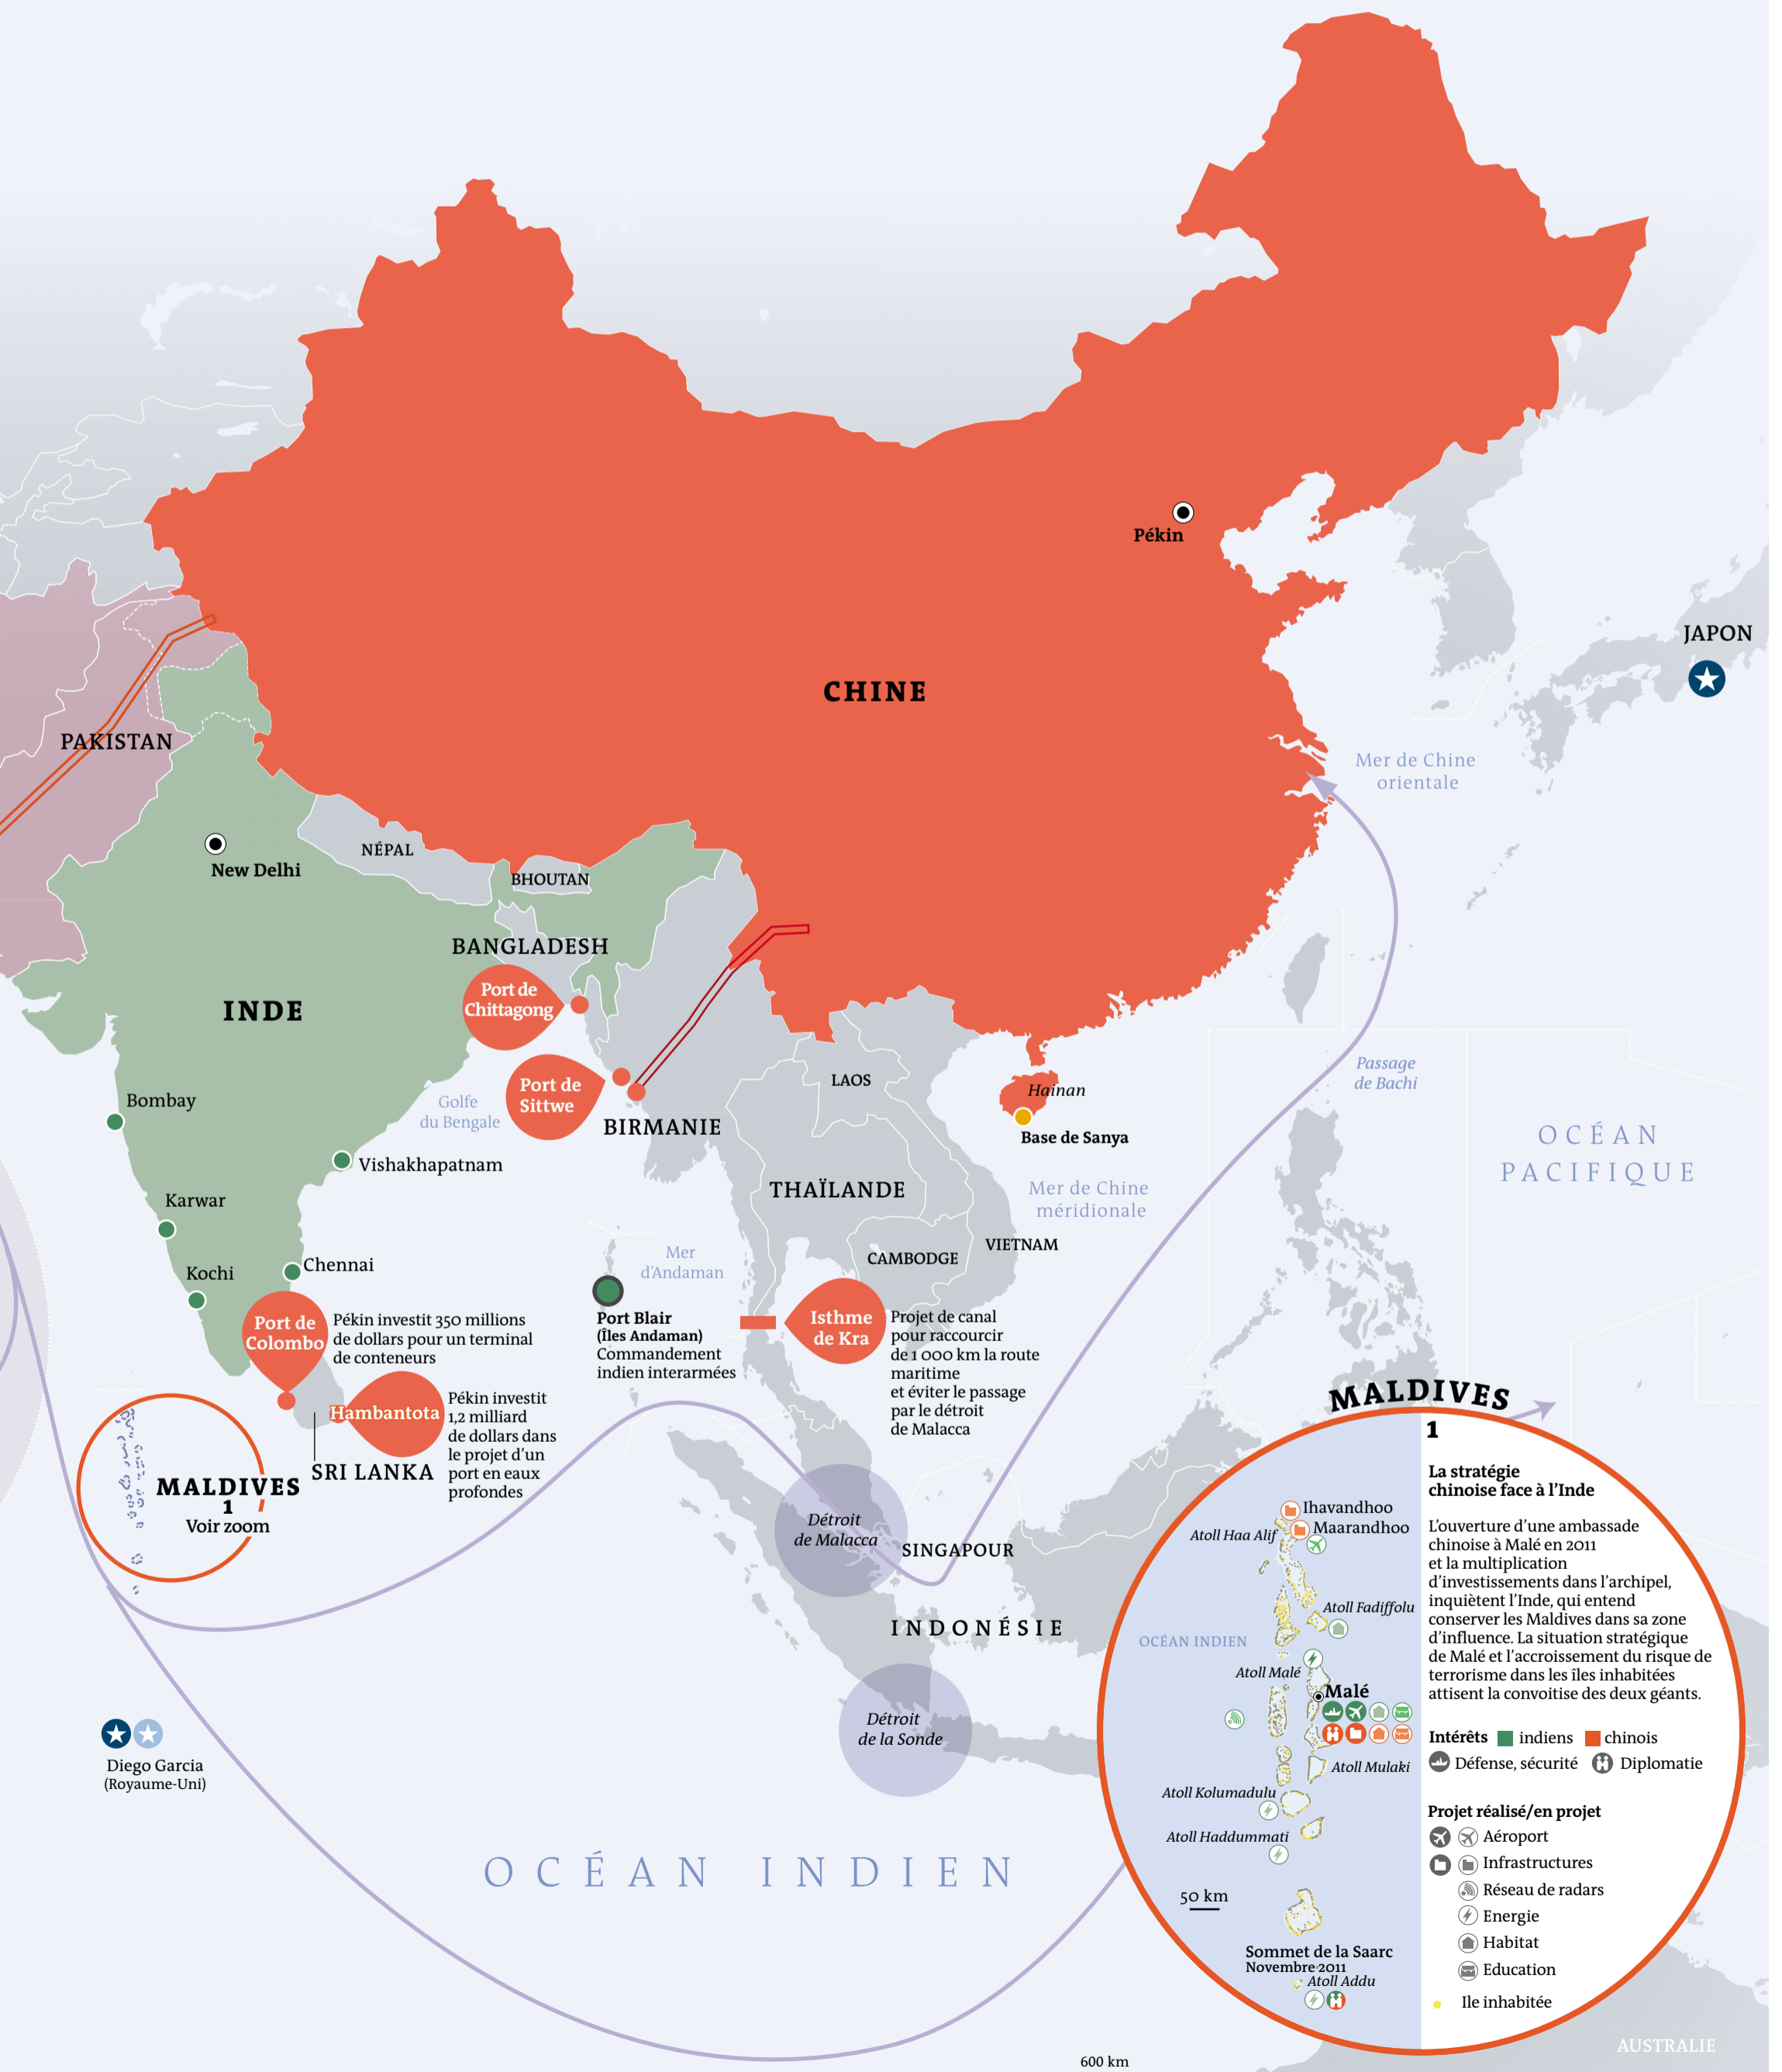 Pékin
JAPON
CHINE
Mer de Chine
orientale
PAKISTAN
New Delhi
NÉPAL
BHOUTAN
BANGLADESH
Port de
Chittagong
INDE
Port de
Sittwe
BIRMANIE
LAOS
Hainan
Base de Sanya
Passage
de Bachi
OCÉAN
PACIFIQUE
Bombay
Golfe
du Bengale
Vishakhapatnam
THAÏLANDE
Mer de Chine
méridionale
Karwar
VIETNAM
CAMBODGE
Mer
d'Andaman
Chennai
Kochi
Port de
Colombo
Pékin investit 350 millions
de dollars pour un terminal
de conteneurs
Port Blair
(Îles Andaman)
Commandement
indien interarmées
Isthme
de Kra
Projet de canal
pour raccourcir
de 1 000 km la route
maritime
et éviter le passage
par le détroit
de Malacca
Hambantota
Pékin investit
1,2 milliard
de dollars dans
le projet d'un
port en eaux
profondes
SRI LANKA
MALDIVES
1
Voir zoom
Détroit
de Malacca
SINGAPOUR
INDONÉSIE
Détroit
de la Sonde
Diego Garcia
(Royaume-Uni)
OCÉAN INDIEN
600 km
AUSTRALIE
MALDIVES
1
La stratégie
chinoise face à l'Inde
L'ouverture d'une ambassade
chinoise à Malé en 2011
et la multiplication
d'investissements dans l'archipel,
inquiètent l'Inde, qui entend
conserver les Maldives dans sa zone
d'influence. La situation stratégique
de Malé et l'accroissement du risque de
terrorisme dans les îles inhabitées
attisent la convoitise des deux géants.
Intérêts indiens chinois
Défense, sécurité Diplomatie
Projet réalisé/en projet
Aéroport
Infrastructures
Réseau de radars
Energie
Habitat
Education
Ile inhabitée
Ihavandhoo
Maarandhoo
Atoll Haa Alif
Atoll Fadiffolu
OCÉAN INDIEN
Atoll Malé
Malé
Atoll Mulaki
Atoll Kolumadulu
Atoll Haddummati
50 km
Sommet de la Saarc
Novembre 2011
Atoll Addu